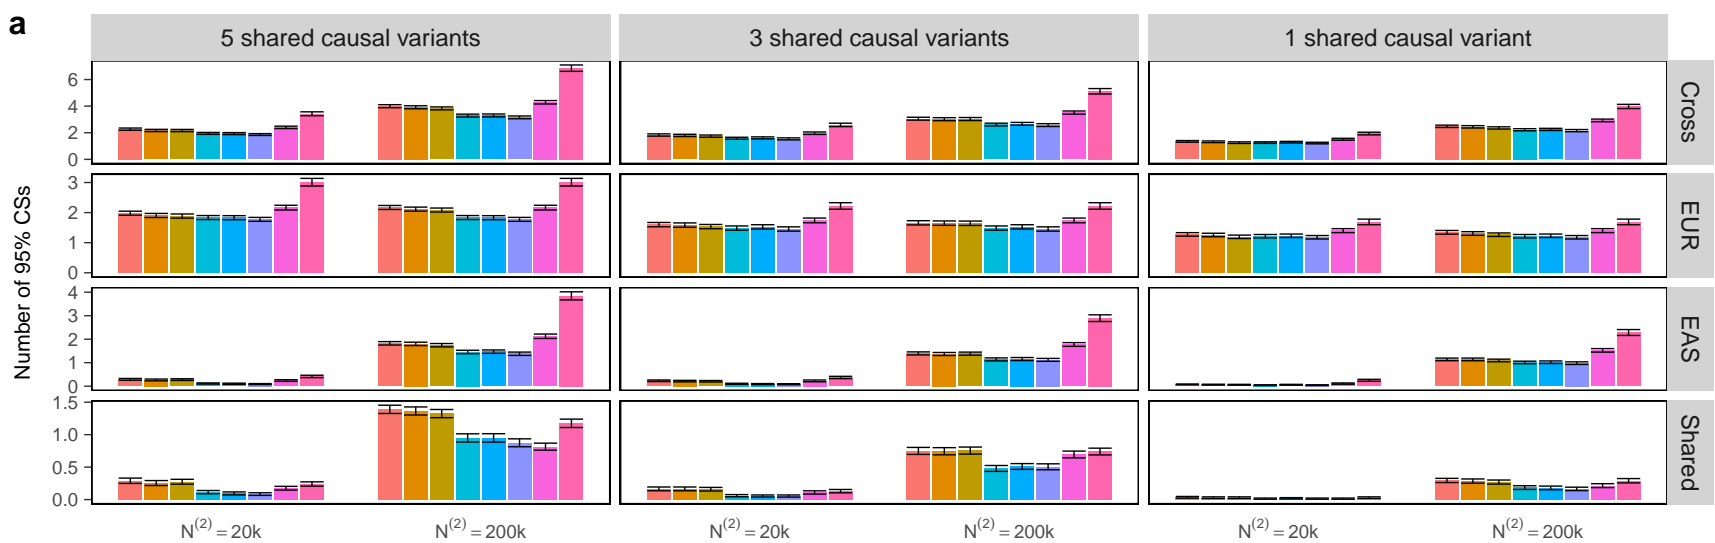 a
5 shared causal variants
3 shared causal variants
1 shared causal variant
Number of 95% CSs
6
4
2
0
Cross
3
2
1
0
EUR
4
3
2
1
0
EAS
1.5
1.0
0.5
0.0
Shared
N(2) = 20k
N(2) = 200k
N(2) = 20k
N(2) = 200k
N(2) = 20k
N(2) = 200k